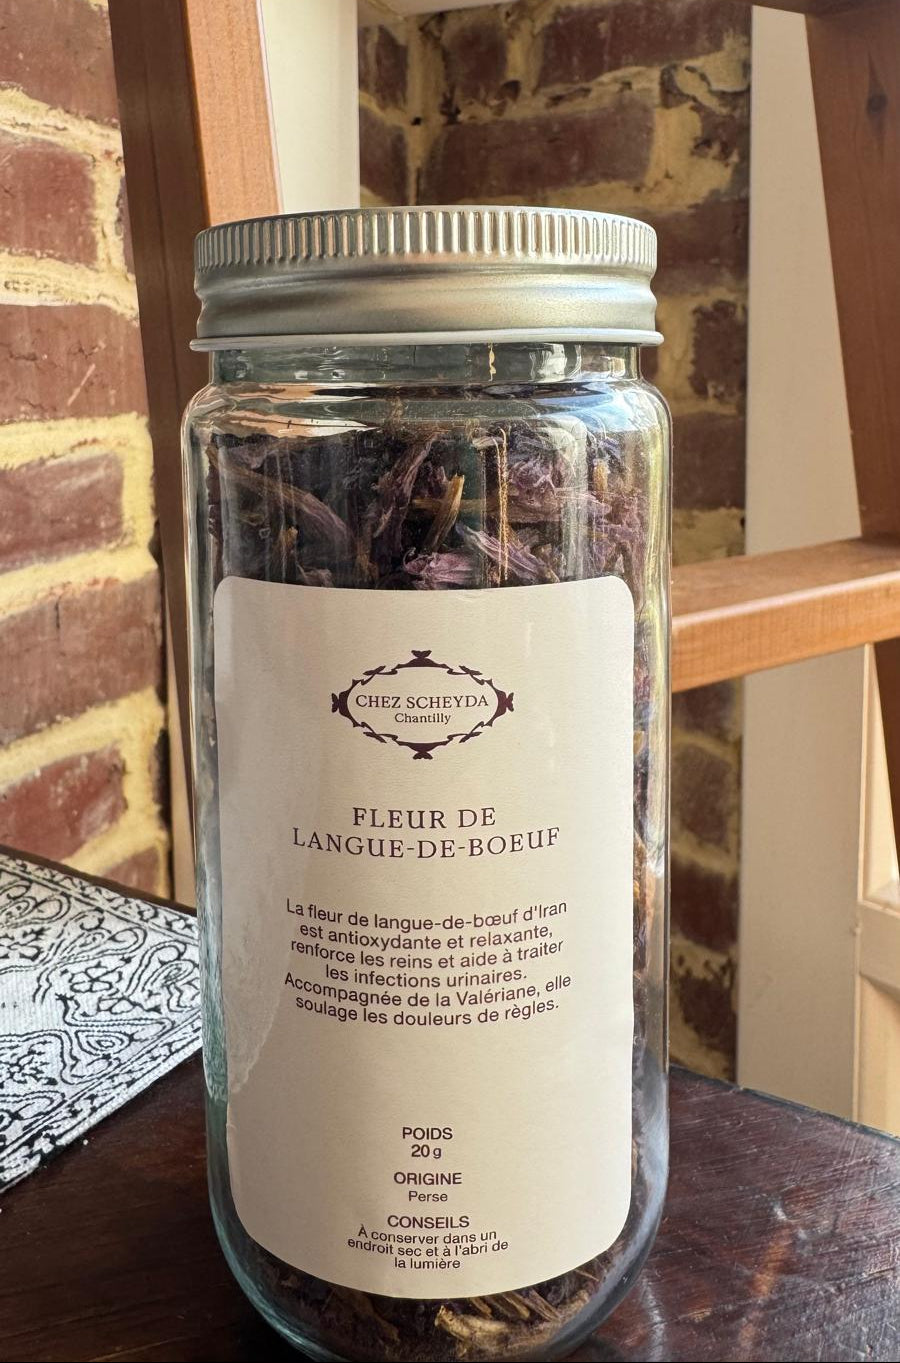 CHEZ SCHEYDA
Chantilly
FLEUR DE
LANGUE-DE-BOEUF
La fleur de langue-de-bœuf d'Iran
est antioxydante et relaxante,
renforce les reins et aide à traiter
les infections urinaires.
Accompagnée de la Valériane, elle
soulage les douleurs de règles.
POIDS
20 g
ORIGINE
Perse
CONSEILS
À conserver dans un
endroit sec et à l'abri de
la lumière